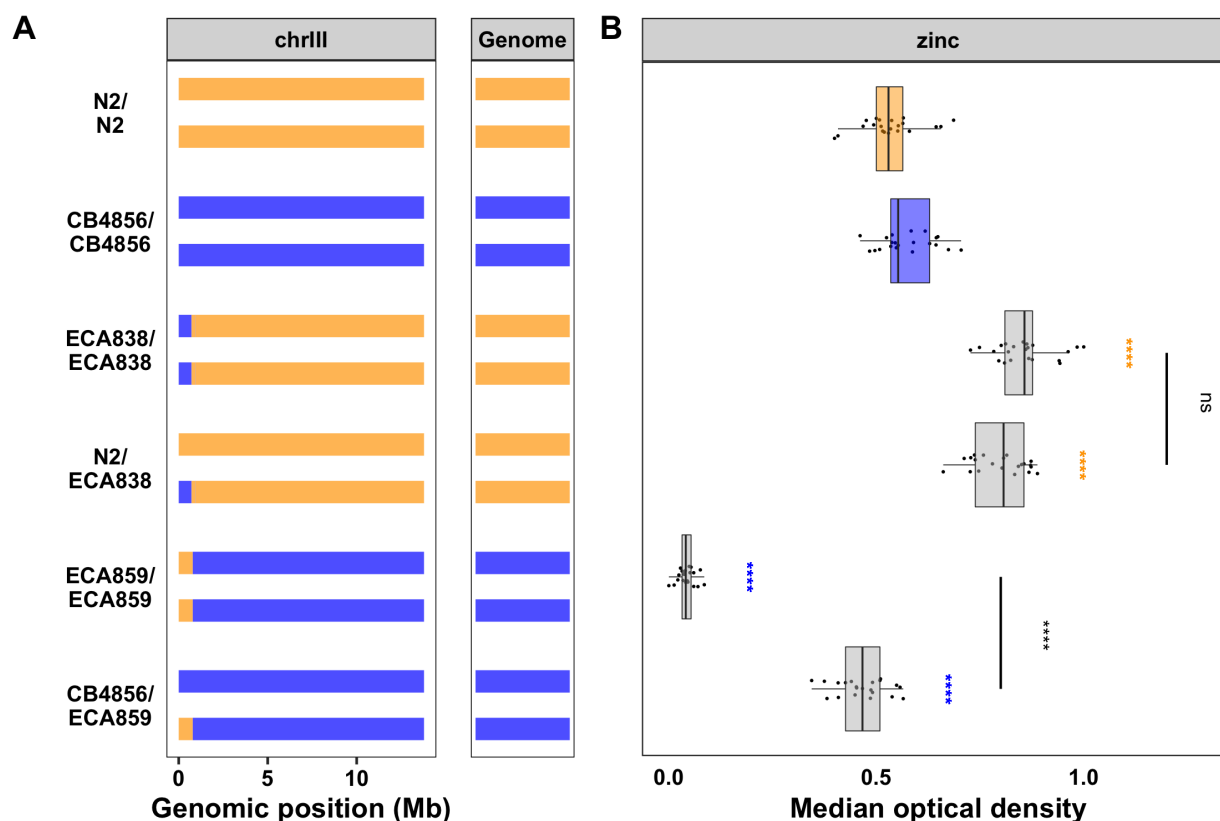 A
chrIII
Genome
B
zinc
N2/
N2
CB4856/
CB4856
ECA838/
ECA838
****
ns
N2/
ECA838
****
ECA859/
ECA859
****
****
CB4856/
ECA859
****
0
5
10
0.0
0.5
1.0
Genomic position (Mb)
Median optical density